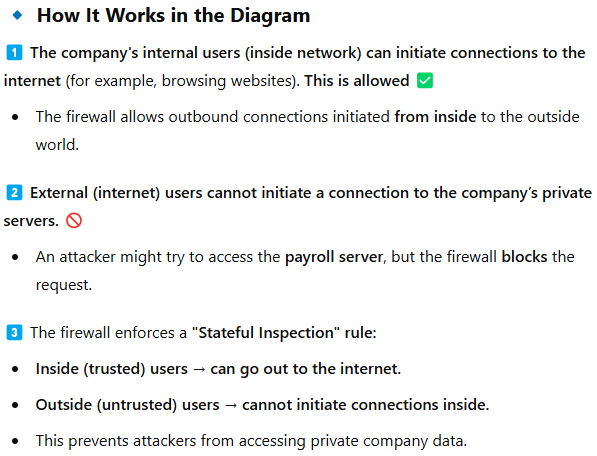 🔹 How It Works in the Diagram
1️⃣ The company's internal users (inside network) can initiate connections to the
internet (for example, browsing websites). This is allowed ✅
• The firewall allows outbound connections initiated from inside to the outside
world.
2️⃣ External (internet) users cannot initiate a connection to the company's private
servers. 🚫
• An attacker might try to access the payroll server, but the firewall blocks the
request.
3️⃣ The firewall enforces a "Stateful Inspection" rule:
• Inside (trusted) users → can go out to the internet.
• Outside (untrusted) users → cannot initiate connections inside.
• This prevents attackers from accessing private company data.